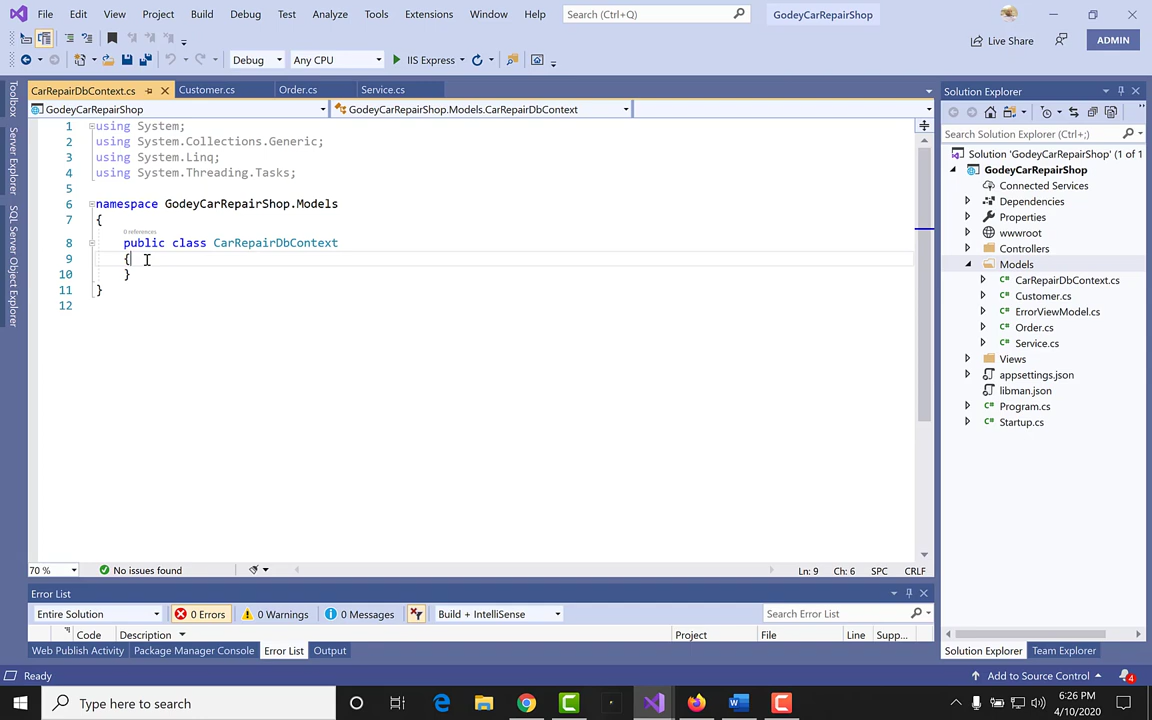 File Edit View Project Build Debug Test Analyze Tools Extensions Window Help Search (Ctrl+Q) GodeyCarRepairShop
Live Share ADMIN
Debug Any CPU IIS Express
CarRepairDbContext.cs Customer.cs Order.cs Service.cs
GodeyCarRepairShop GodeyCarRepairShop.Models.CarRepairDbContext
Toolbox
Server Explorer
SQL Server Object Explorer
1 using System;
2 using System.Collections.Generic;
3 using System.Linq;
4 using System.Threading.Tasks;
5
6 namespace GodeyCarRepairShop.Models
7 {
0 references
8 public class CarRepairDbContext
9 {
10 }
11 }
12
70 % No issues found Ln: 9 Ch: 6 SPC CRLF
Solution Explorer
Search Solution Explorer (Ctrl+;)
Solution 'GodeyCarRepairShop' (1 of 1
GodeyCarRepairShop
Connected Services
Dependencies
Properties
wwwroot
Controllers
Models
CarRepairDbContext.cs
Customer.cs
ErrorViewModel.cs
Order.cs
Service.cs
Views
appsettings.json
libman.json
Program.cs
Startup.cs
Error List
Entire Solution 0 Errors 0 Warnings 0 Messages Build + IntelliSense Search Error List
Code Description Project File Line Supp...
Web Publish Activity Package Manager Console Error List Output
Solution Explorer Team Explorer
Ready Add to Source Control 4
Type here to search
6:26 PM
4/10/2020